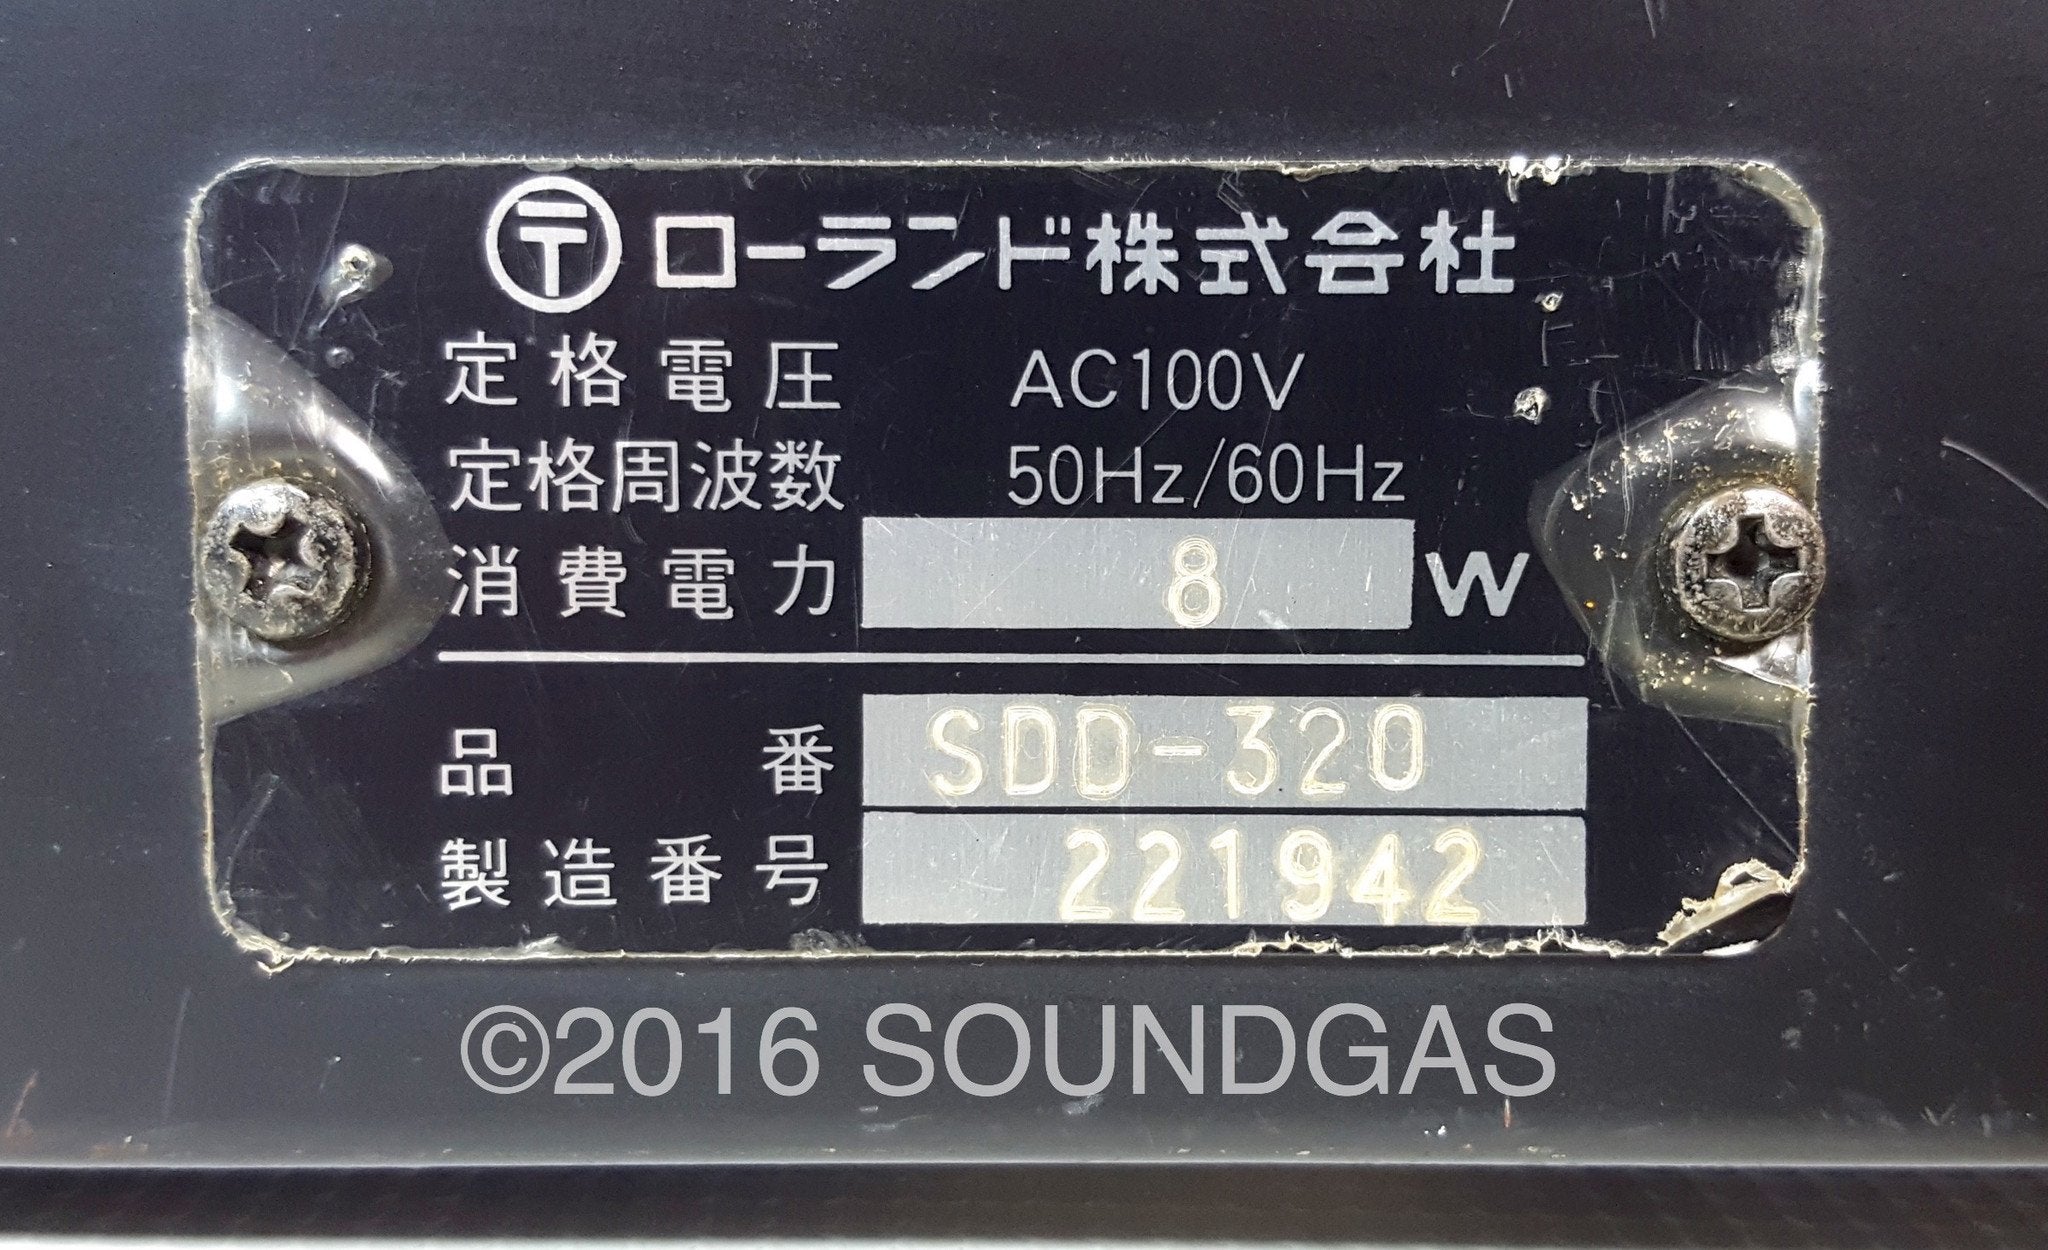 〒 ローランド株式会社
定格電圧 AC100V
定格周波数 50Hz/60Hz
消費電力 8 W
品番 SDD-320
製造番号 221942
©2016 SOUNDGAS